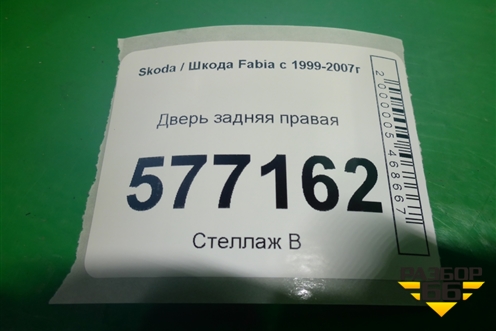 Skoda / Шкода Fabia с 1999-2007г
Дверь задняя правая
577162
Стеллаж В
2000005468667
РАЗБОР
66